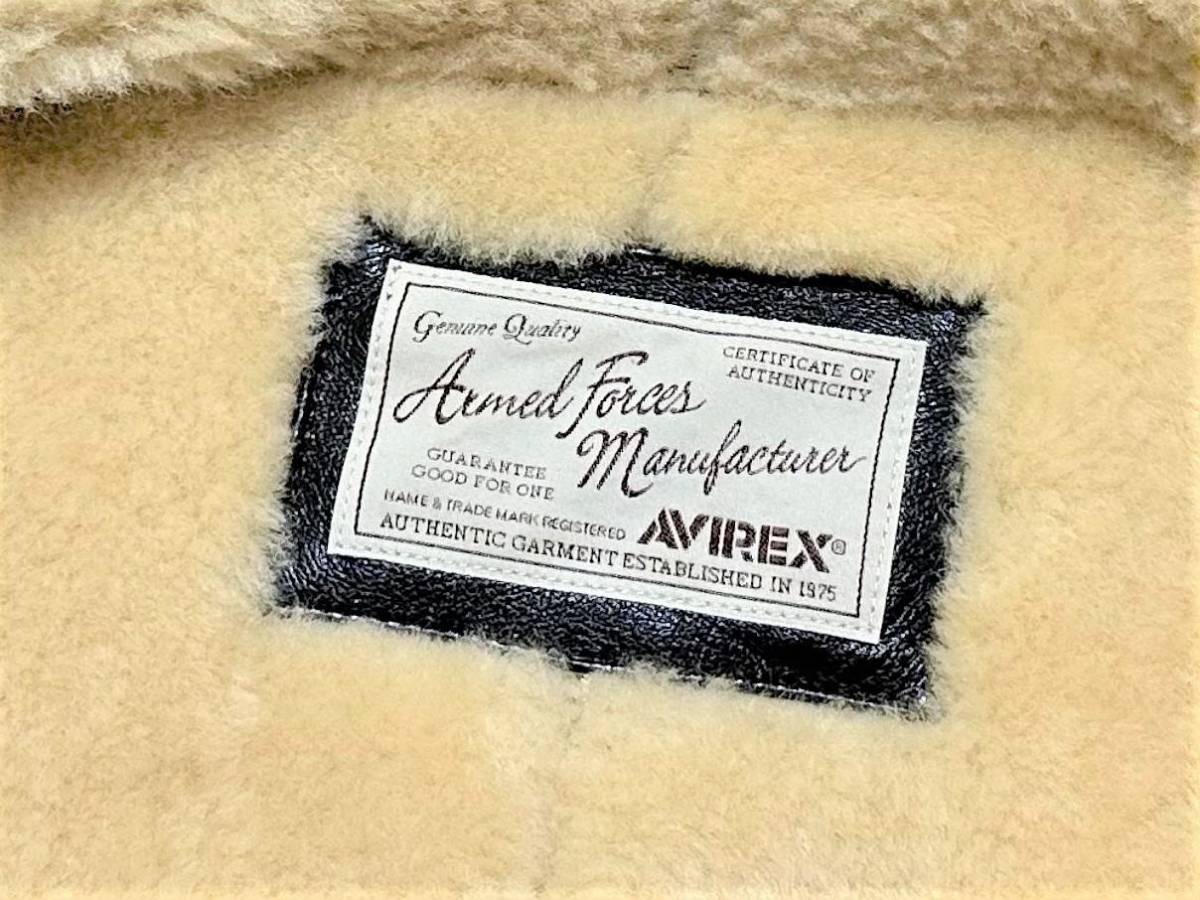 Genuine Quality
CERTIFICATE OF
AUTHENTICITY
Armed Forces
Manufacturer
GUARANTEE
GOOD FOR ONE
NAME & TRADE MARK REGISTERED
AVIREX®
AUTHENTIC GARMENT ESTABLISHED IN 1975